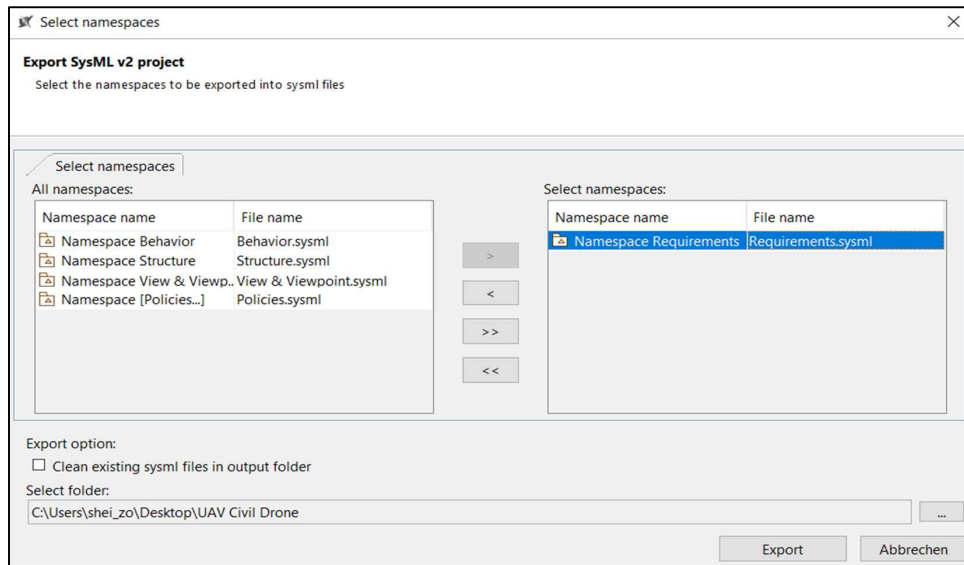 Select namespaces
Export SysML v2 project
Select the namespaces to be exported into sysml files
Select namespaces
All namespaces:
Namespace name File name
Namespace Behavior Behavior.sysml
Namespace Structure Structure.sysml
Namespace View & Viewp.. View & Viewpoint.sysml
Namespace [Policies...] Policies.sysml
>
<
>>
<<
Select namespaces:
Namespace name File name
Namespace Requirements Requirements.sysml
Export option:
Clean existing sysml files in output folder
Select folder:
C:\Users\shei_zo\Desktop\UAV Civil Drone
...
Export Abbrechen